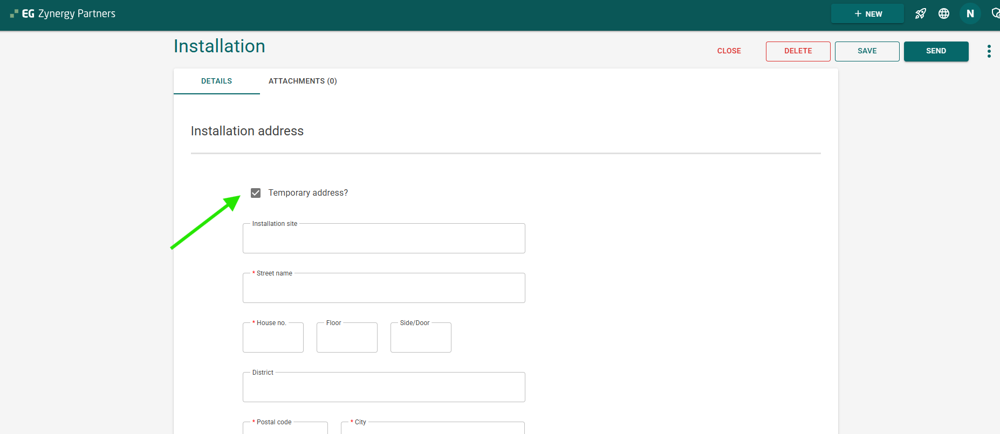 EG Zynergy Partners
+ NEW
N
Installation
CLOSE
DELETE
SAVE
SEND
DETAILS
ATTACHMENTS (0)
Installation address
Temporary address?
Installation site
* Street name
* House no.
Floor
Side/Door
District
* Postal code
* City